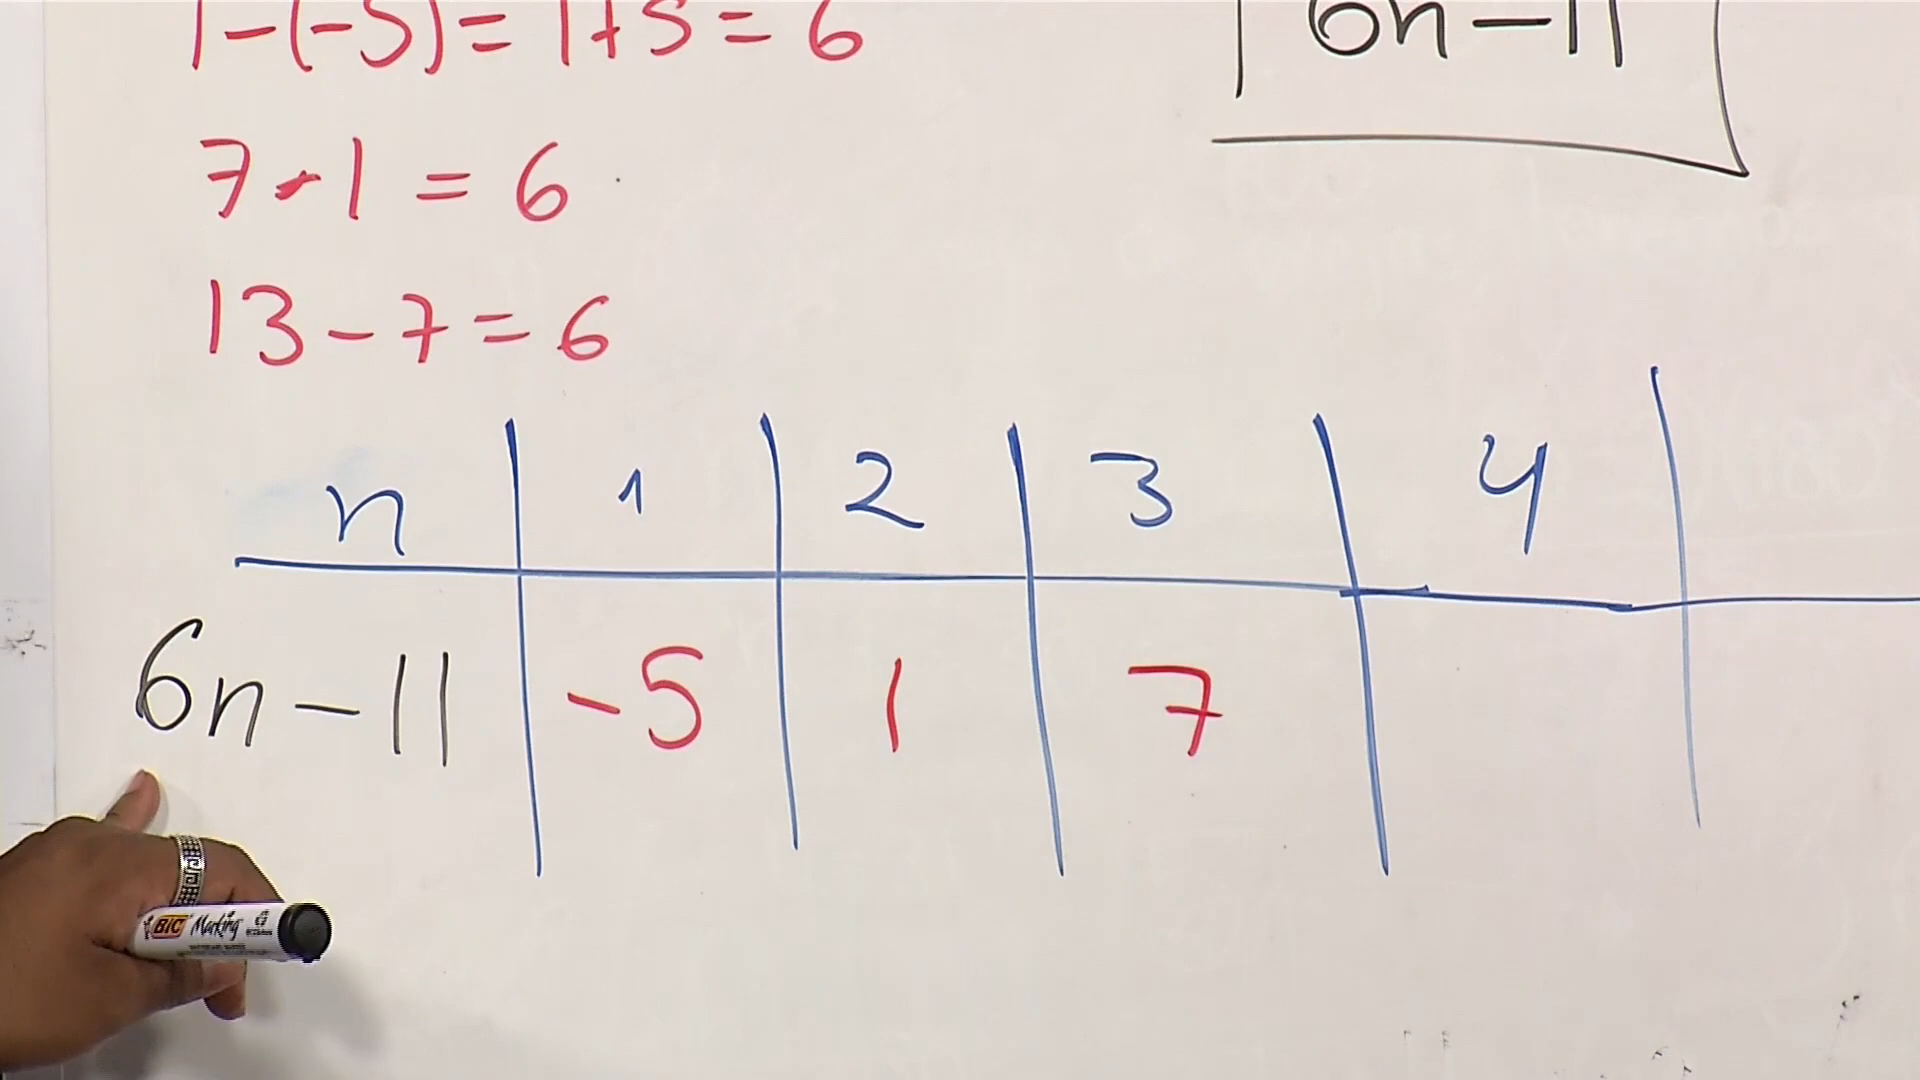 1-(-5)=1+5=6
6n-11
7-1=6
13-7=6
n 1 2 3 4
6n-11 -5 1 7
BIC Marking